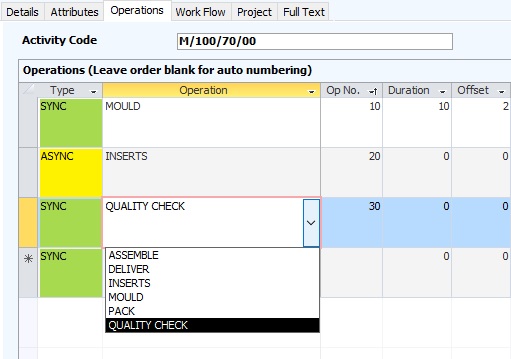 Details Attributes Operations Work Flow Project Full Text
Activity Code M/100/70/00
Operations (Leave order blank for auto numbering)
Type Operation Op No. Duration Offset
SYNC MOULD 10 10 2
ASYNC INSERTS 20 0 0
SYNC QUALITY CHECK 30 0 0
SYNC 0 0
ASSEMBLE
DELIVER
INSERTS
MOULD
PACK
QUALITY CHECK